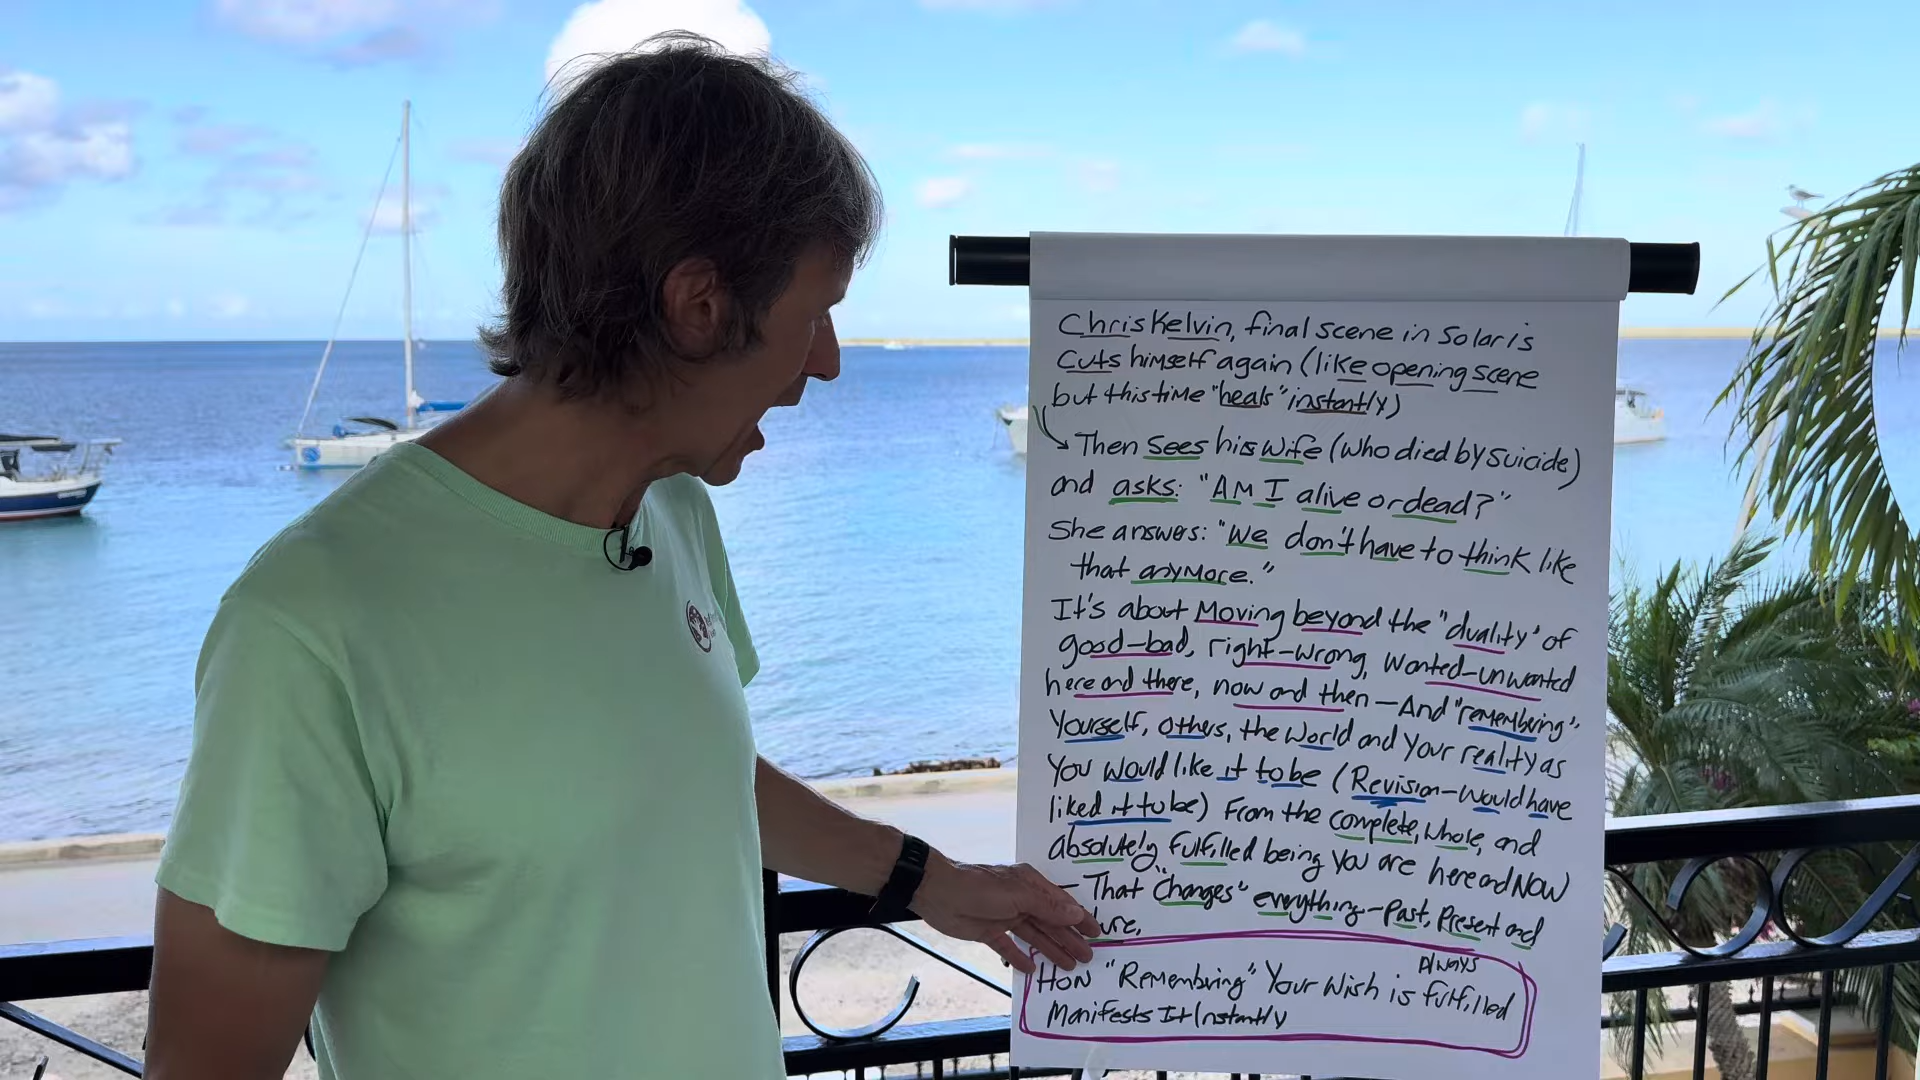 Chris Kelvin, final scene in Solaris
cuts himself again (like opening scene
but this time "heals" instantly)
Then sees his wife (who died by suicide)
and asks: "AM I alive or dead?"
She answers: "We don't have to think like
that anymore."
It's about Moving beyond the "duality" of
good-bad, right-wrong, wanted-unwanted
here and there, now and then - And "remembering"
Yourself, others, the world and your reality as
You would like it to be (Revision-would have
liked it to be) From the complete, whole, and
absolutely fulfilled being you are here and NOW
- That "changes" everything - Past, Present and
ure.
always
How "Remembering" Your Wish is fulfilled
Manifests It Instantly